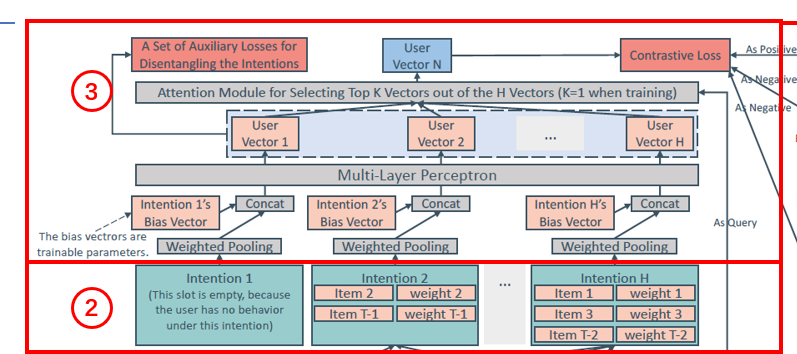 A Set of Auxiliary Losses for
Disentangling the Intentions
User
Vector N
Contrastive Loss
As Positive
③
Attention Module for Selecting Top K Vectors out of the H Vectors (K=1 when training)
As Negative
As Negative
User
Vector 1
User
Vector 2
...
User
Vector H
Multi-Layer Perceptron
Intention 1's
Bias Vector
Concat
Intention 2's
Bias Vector
Concat
Intention H's
Bias Vector
Concat
As Query
The bias vectrors are
trainable parameters.
Weighted Pooling
Weighted Pooling
Weighted Pooling
②
Intention 1
(This slot is empty, because
the user has no behavior
under this intention)
Intention 2
Item 2
weight 2
Item T-1
weight T-1
...
Intention H
Item 1
weight 1
Item 3
weight 3
Item T-2
weight T-2